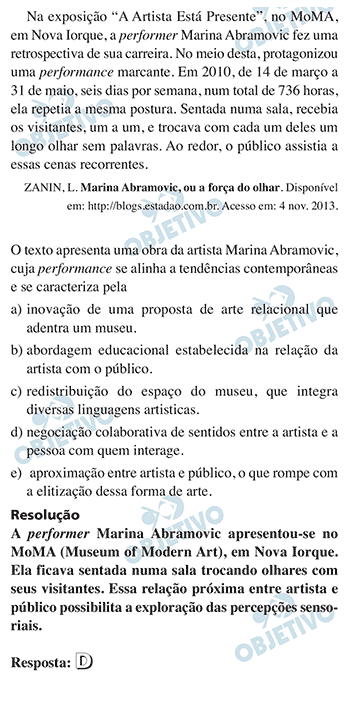 Na exposição “A Artista Está Presente”, no MoMA,
em Nova Iorque, a performer Marina Abramovic fez uma
retrospectiva de sua carreira. No meio desta, protagonizou
uma performance marcante. Em 2010, de 14 de março a
31 de maio, seis dias por semana, num total de 736 horas,
ela repetia a mesma postura. Sentada numa sala, recebia
os visitantes, um a um, e trocava com cada um deles um
longo olhar sem palavras. Ao redor, o público assistia a
essas cenas recorrentes.
ZANIN, L. Marina Abramovic, ou a força do olhar. Disponível
em: http://blogs.estadao.com.br. Acesso em: 4 nov. 2013.
O texto apresenta uma obra da artista Marina Abramovic,
cuja performance se alinha a tendências contemporâneas
e se caracteriza pela
a) inovação de uma proposta de arte relacional que
adentra um museu.
b) abordagem educacional estabelecida na relação da
artista com o público.
c) redistribuição do espaço do museu, que integra
diversas linguagens artisticas.
d) negociação colaborativa de sentidos entre a artista e a
pessoa com quem interage.
e) aproximação entre artista e público, o que rompe com
a elitização dessa forma de arte.
Resolução
A performer Marina Abramovic apresentou-se no
MoMA (Museum of Modern Art), em Nova Iorque.
Ela ficava sentada numa sala trocando olhares com
seus visitantes. Essa relação próxima entre artista e
público possibilita a exploração das percepções senso-
riais.
Resposta: D
OBJETIVO
OBJETIVO
OBJETIVO
OBJETIVO
OBJETIVO
OBJETIVO
OBJETIVO